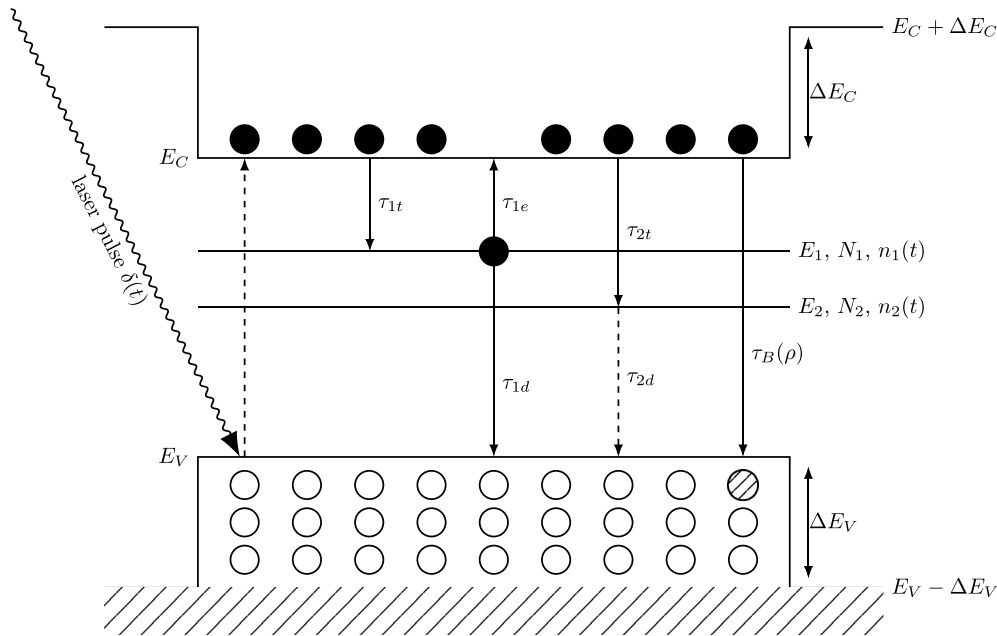 E_C + ΔE_C
ΔE_C
E_C
laser pulse δ(t)
τ_{1t}
τ_{1e}
τ_{2t}
E_1, N_1, n_1(t)
E_2, N_2, n_2(t)
τ_B(ρ)
τ_{1d}
τ_{2d}
E_V
ΔE_V
E_V − ΔE_V